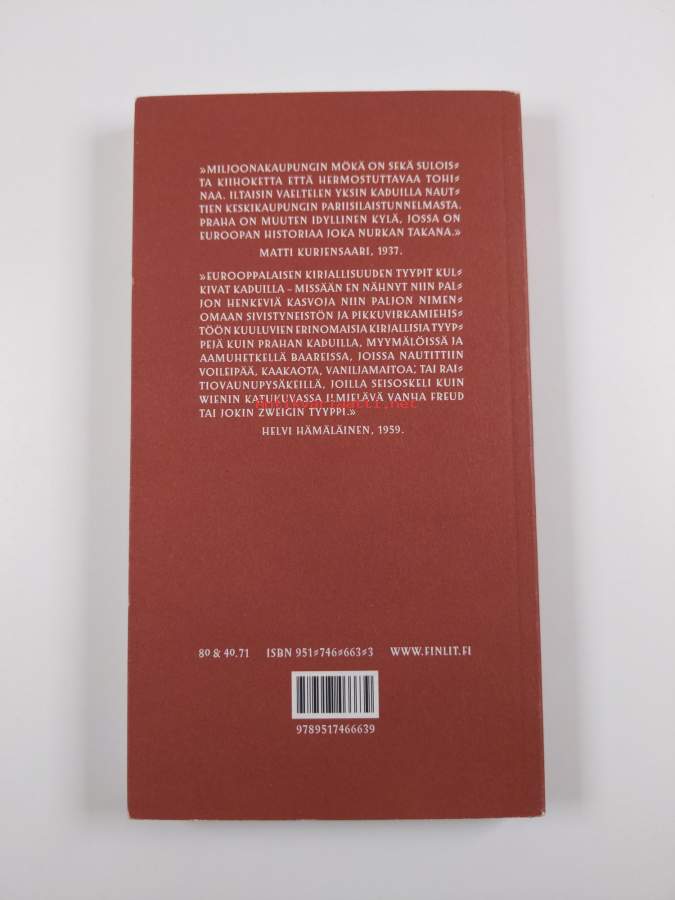 »MILJOONAKAUPUNGIN MÖKÄ ON SEKÄ SULOIS⸗
TA KIIHOKETTA ETTÄ HERMOSTUTTAVAA TOHI⸗
NAA. ILTAISIN VAELTELEN YKSIN KADUILLA NAUT⸗
TIEN KESKIKAUPUNGIN PARIISILAISTUNNELMASTA.
PRAHA ON MUUTEN IDYLLINEN KYLÄ, JOSSA ON
EUROOPAN HISTORIAA JOKA NURKAN TAKANA.»
MATTI KURJENSAARI, 1937.
»EUROOPPALAISEN KIRJALLISUUDEN TYYPIT KUL⸗
KIVAT KADUILLA – MISSÄÄN EN NÄHNYT NIIN PAL⸗
JON HENKEVIÄ KASVOJA NIIN PALJON NIMEN⸗
OMAAN SIVISTYNEISTÖN JA PIKKUVIRKAMIEHIS⸗
TÖÖN KUULUVIEN ERINOMAISIA KIRJALLISIA TYYP⸗
PEJÄ KUIN PRAHAN KADUILLA, MYYMÄLÖISSÄ JA
AAMUHETKELLÄ BAAREISSA, JOISSA NAUTITTIIN
VOILEIPÄÄ, KAAKAOTA, VANILJAMAITOA; TAI RAI⸗
TIOVAUNUPYSÄKEILLÄ, JOILLA SEISOSKELI KUIN
WIENIN KATUKUVASSA ILMIELÄVÄ VANHA FREUD
TAI JOKIN ZWEIGIN TYYPPI.»
HELVI HÄMÄLÄINEN, 1959.
80 & 40.71 ISBN 951⸗746⸗663⸗3 WWW.FINLIT.FI
9789517466639